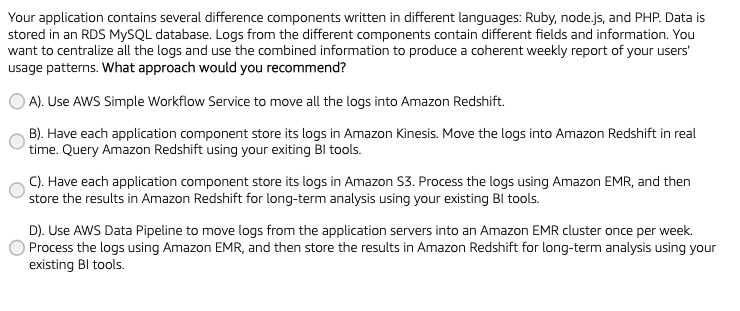 Your application contains several difference components written in different languages: Ruby, node.js, and PHP. Data is
stored in an RDS MySQL database. Logs from the different components contain different fields and information. You
want to centralize all the logs and use the combined information to produce a coherent weekly report of your users'
usage patterns. What approach would you recommend?
A). Use AWS Simple Workflow Service to move all the logs into Amazon Redshift.
B). Have each application component store its logs in Amazon Kinesis. Move the logs into Amazon Redshift in real
time. Query Amazon Redshift using your exiting BI tools.
C). Have each application component store its logs in Amazon S3. Process the logs using Amazon EMR, and then
store the results in Amazon Redshift for long-term analysis using your existing BI tools.
D). Use AWS Data Pipeline to move logs from the application servers into an Amazon EMR cluster once per week.
Process the logs using Amazon EMR, and then store the results in Amazon Redshift for long-term analysis using your
existing BI tools.